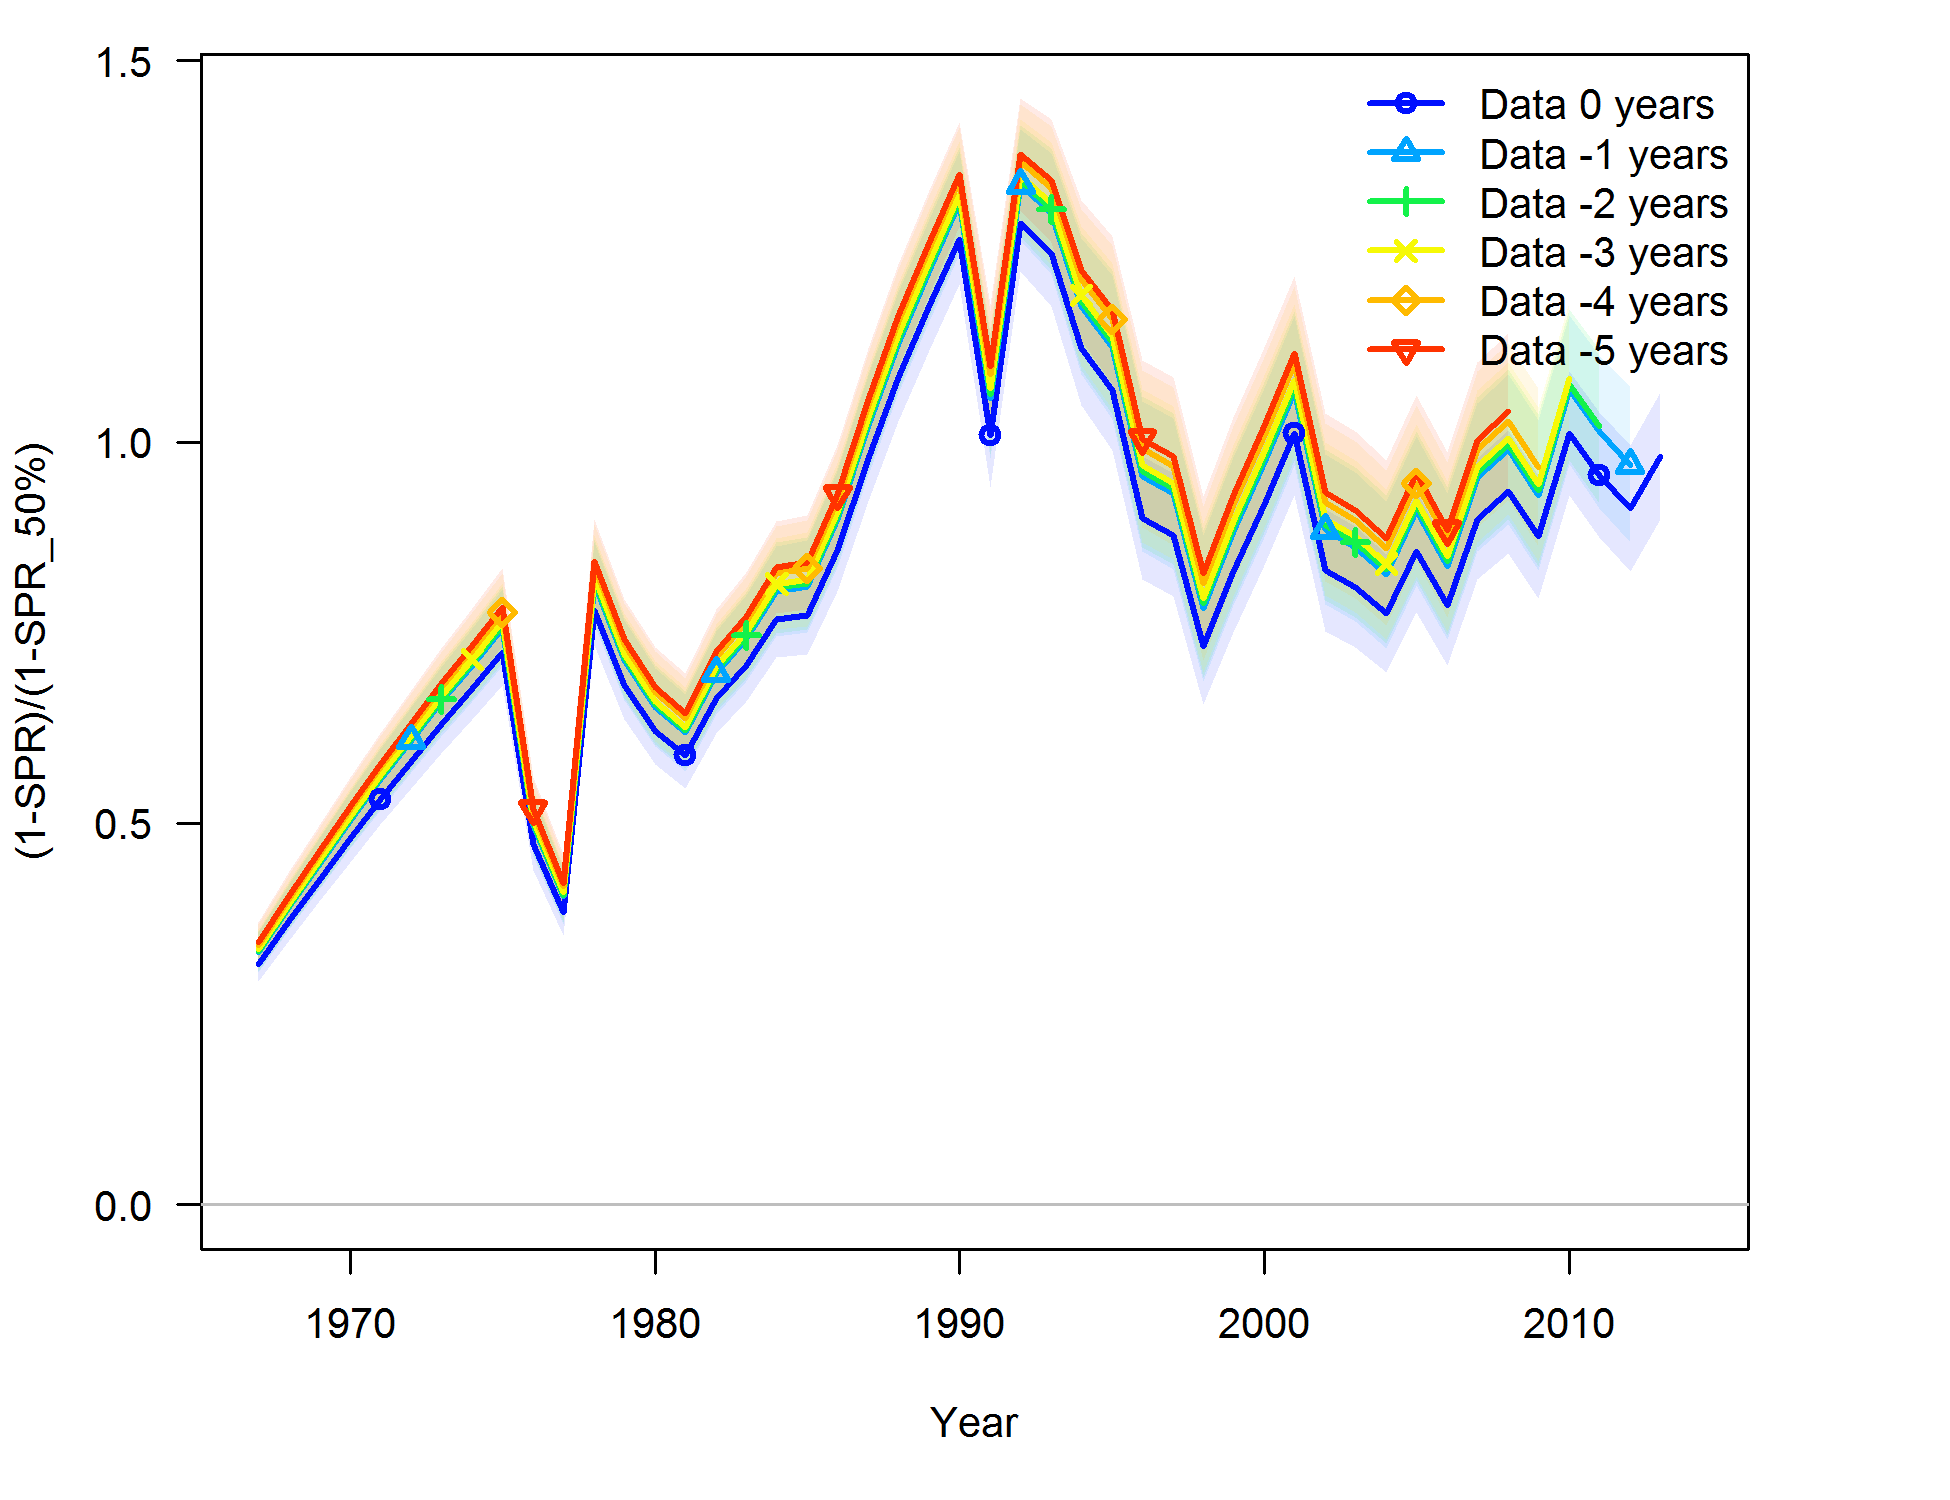 1.5
1.0
0.5
0.0
(1-SPR)/(1-SPR_50%)
Data 0 years
Data -1 years
Data -2 years
Data -3 years
Data -4 years
Data -5 years
1970 1980 1990 2000 2010
Year